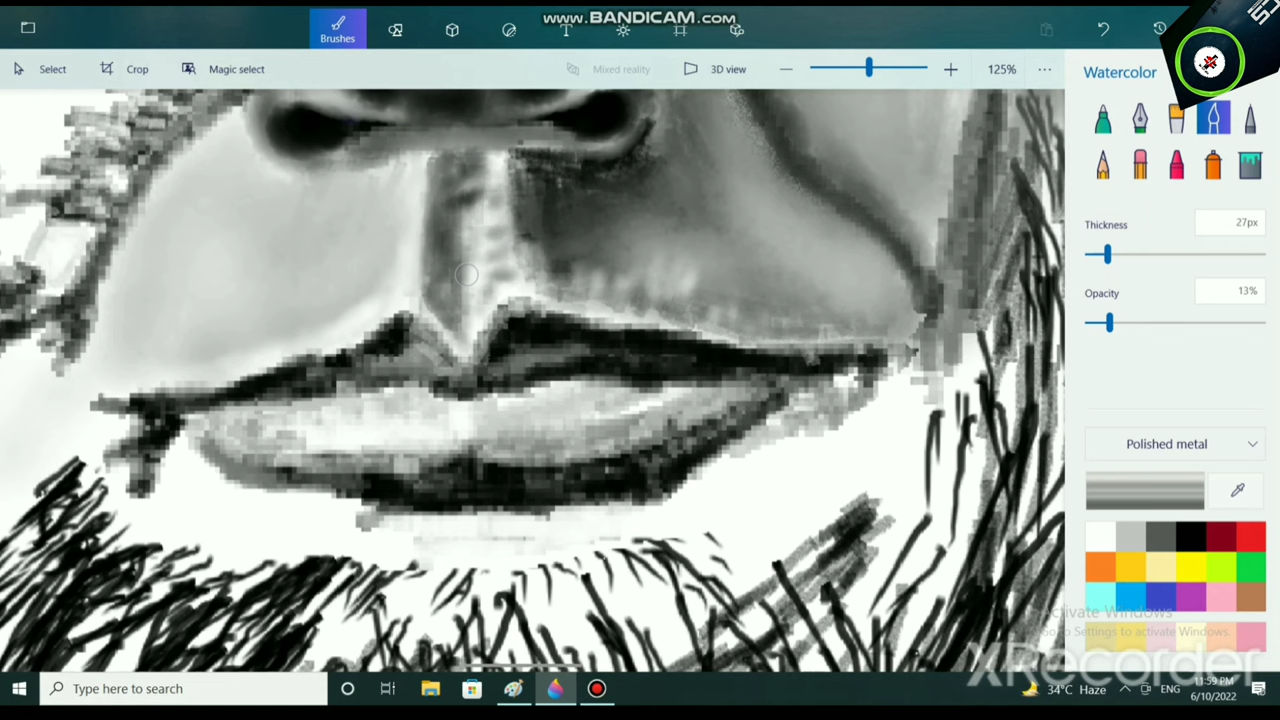 www.BANDICAM.com
Brushes
Select
Crop
Magic select
Mixed reality
3D view
125%
Watercolor
Thickness
27px
Opacity
13%
Polished metal
Activate Windows
Go to Settings to activate Windows.
XRecorder
Type here to search
34°C Haze
ENG
11:59 PM
6/10/2022